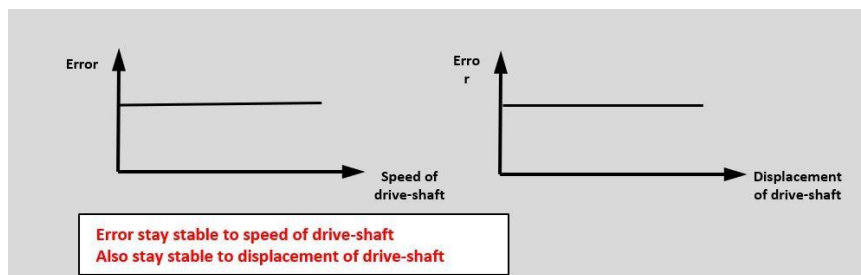 Error
Speed of
drive-shaft
Erro
r
Displacement
of drive-shaft
Error stay stable to speed of drive-shaft
Also stay stable to displacement of drive-shaft